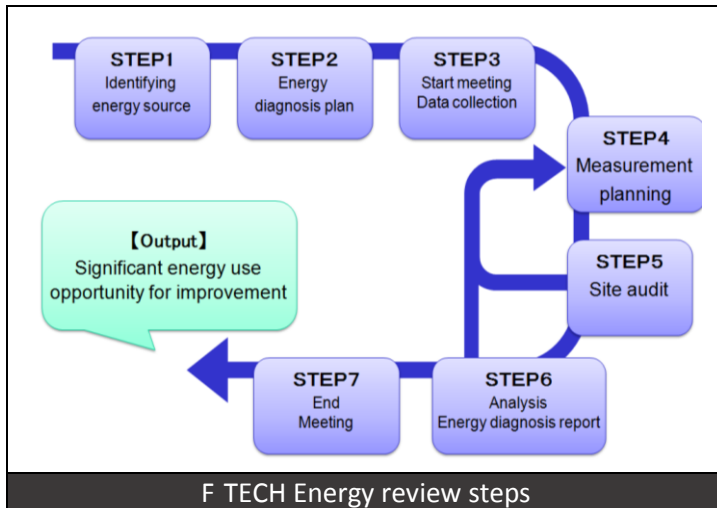 STEP1
Identifying
energy source
STEP2
Energy
diagnosis plan
STEP3
Start meeting
Data collection
STEP4
Measurement
planning
STEP5
Site audit
STEP6
Analysis
Energy diagnosis report
STEP7
End
Meeting
【Output】
Significant energy use
opportunity for improvement
F TECH Energy review steps